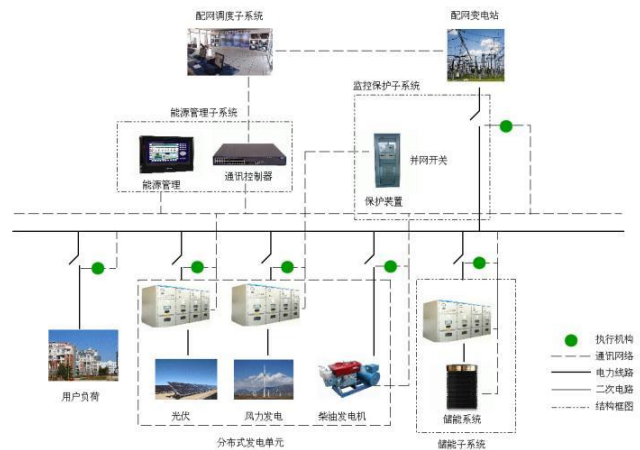 配网调度子系统
配网变电站
监控保护子系统
能源管理子系统
并网开关
能源管理
通讯控制器
保护装置
执行机构
通讯网络
电力线路
二次电路
结构框图
用户负荷
光伏
风力发电
柴油发电机
储能系统
分布式发电单元
储能子系统